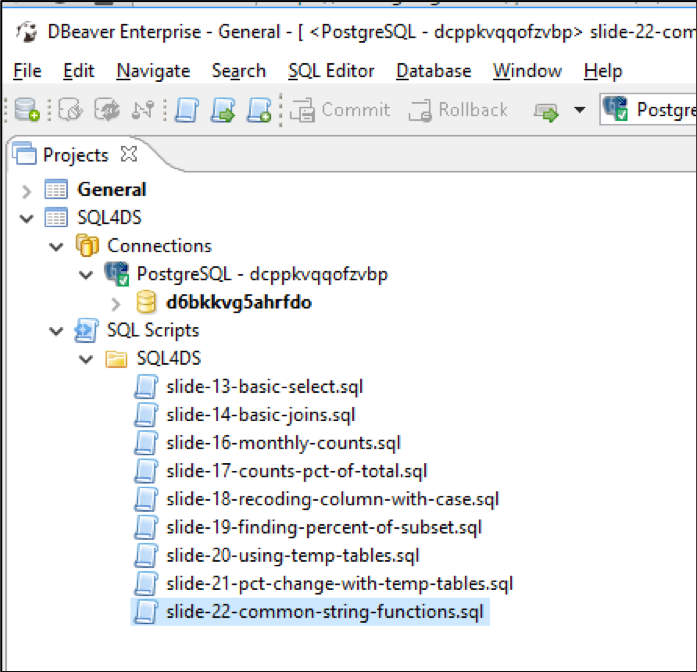 DBeaver Enterprise - General - [ <PostgreSQL - dcppkvqqofzvbp> slide-22-com
File Edit Navigate Search SQL Editor Database Window Help
Commit Rollback Postgre
Projects
General
SQL4DS
Connections
PostgreSQL - dcppkvqqofzvbp
d6bkkvg5ahrfdo
SQL Scripts
SQL4DS
slide-13-basic-select.sql
slide-14-basic-joins.sql
slide-16-monthly-counts.sql
slide-17-counts-pct-of-total.sql
slide-18-recoding-column-with-case.sql
slide-19-finding-percent-of-subset.sql
slide-20-using-temp-tables.sql
slide-21-pct-change-with-temp-tables.sql
slide-22-common-string-functions.sql